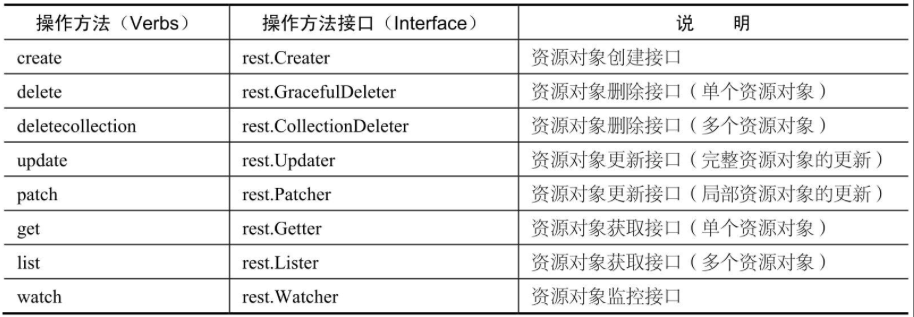 操作方法（Verbs） 操作方法接口（Interface） 说 明
create rest.Creater 资源对象创建接口
delete rest.GracefulDeleter 资源对象删除接口（单个资源对象）
deletecollection rest.CollectionDeleter 资源对象删除接口（多个资源对象）
update rest.Updater 资源对象更新接口（完整资源对象的更新）
patch rest.Patcher 资源对象更新接口（局部资源对象的更新）
get rest.Getter 资源对象获取接口（单个资源对象）
list rest.Lister 资源对象获取接口（多个资源对象）
watch rest.Watcher 资源对象监控接口